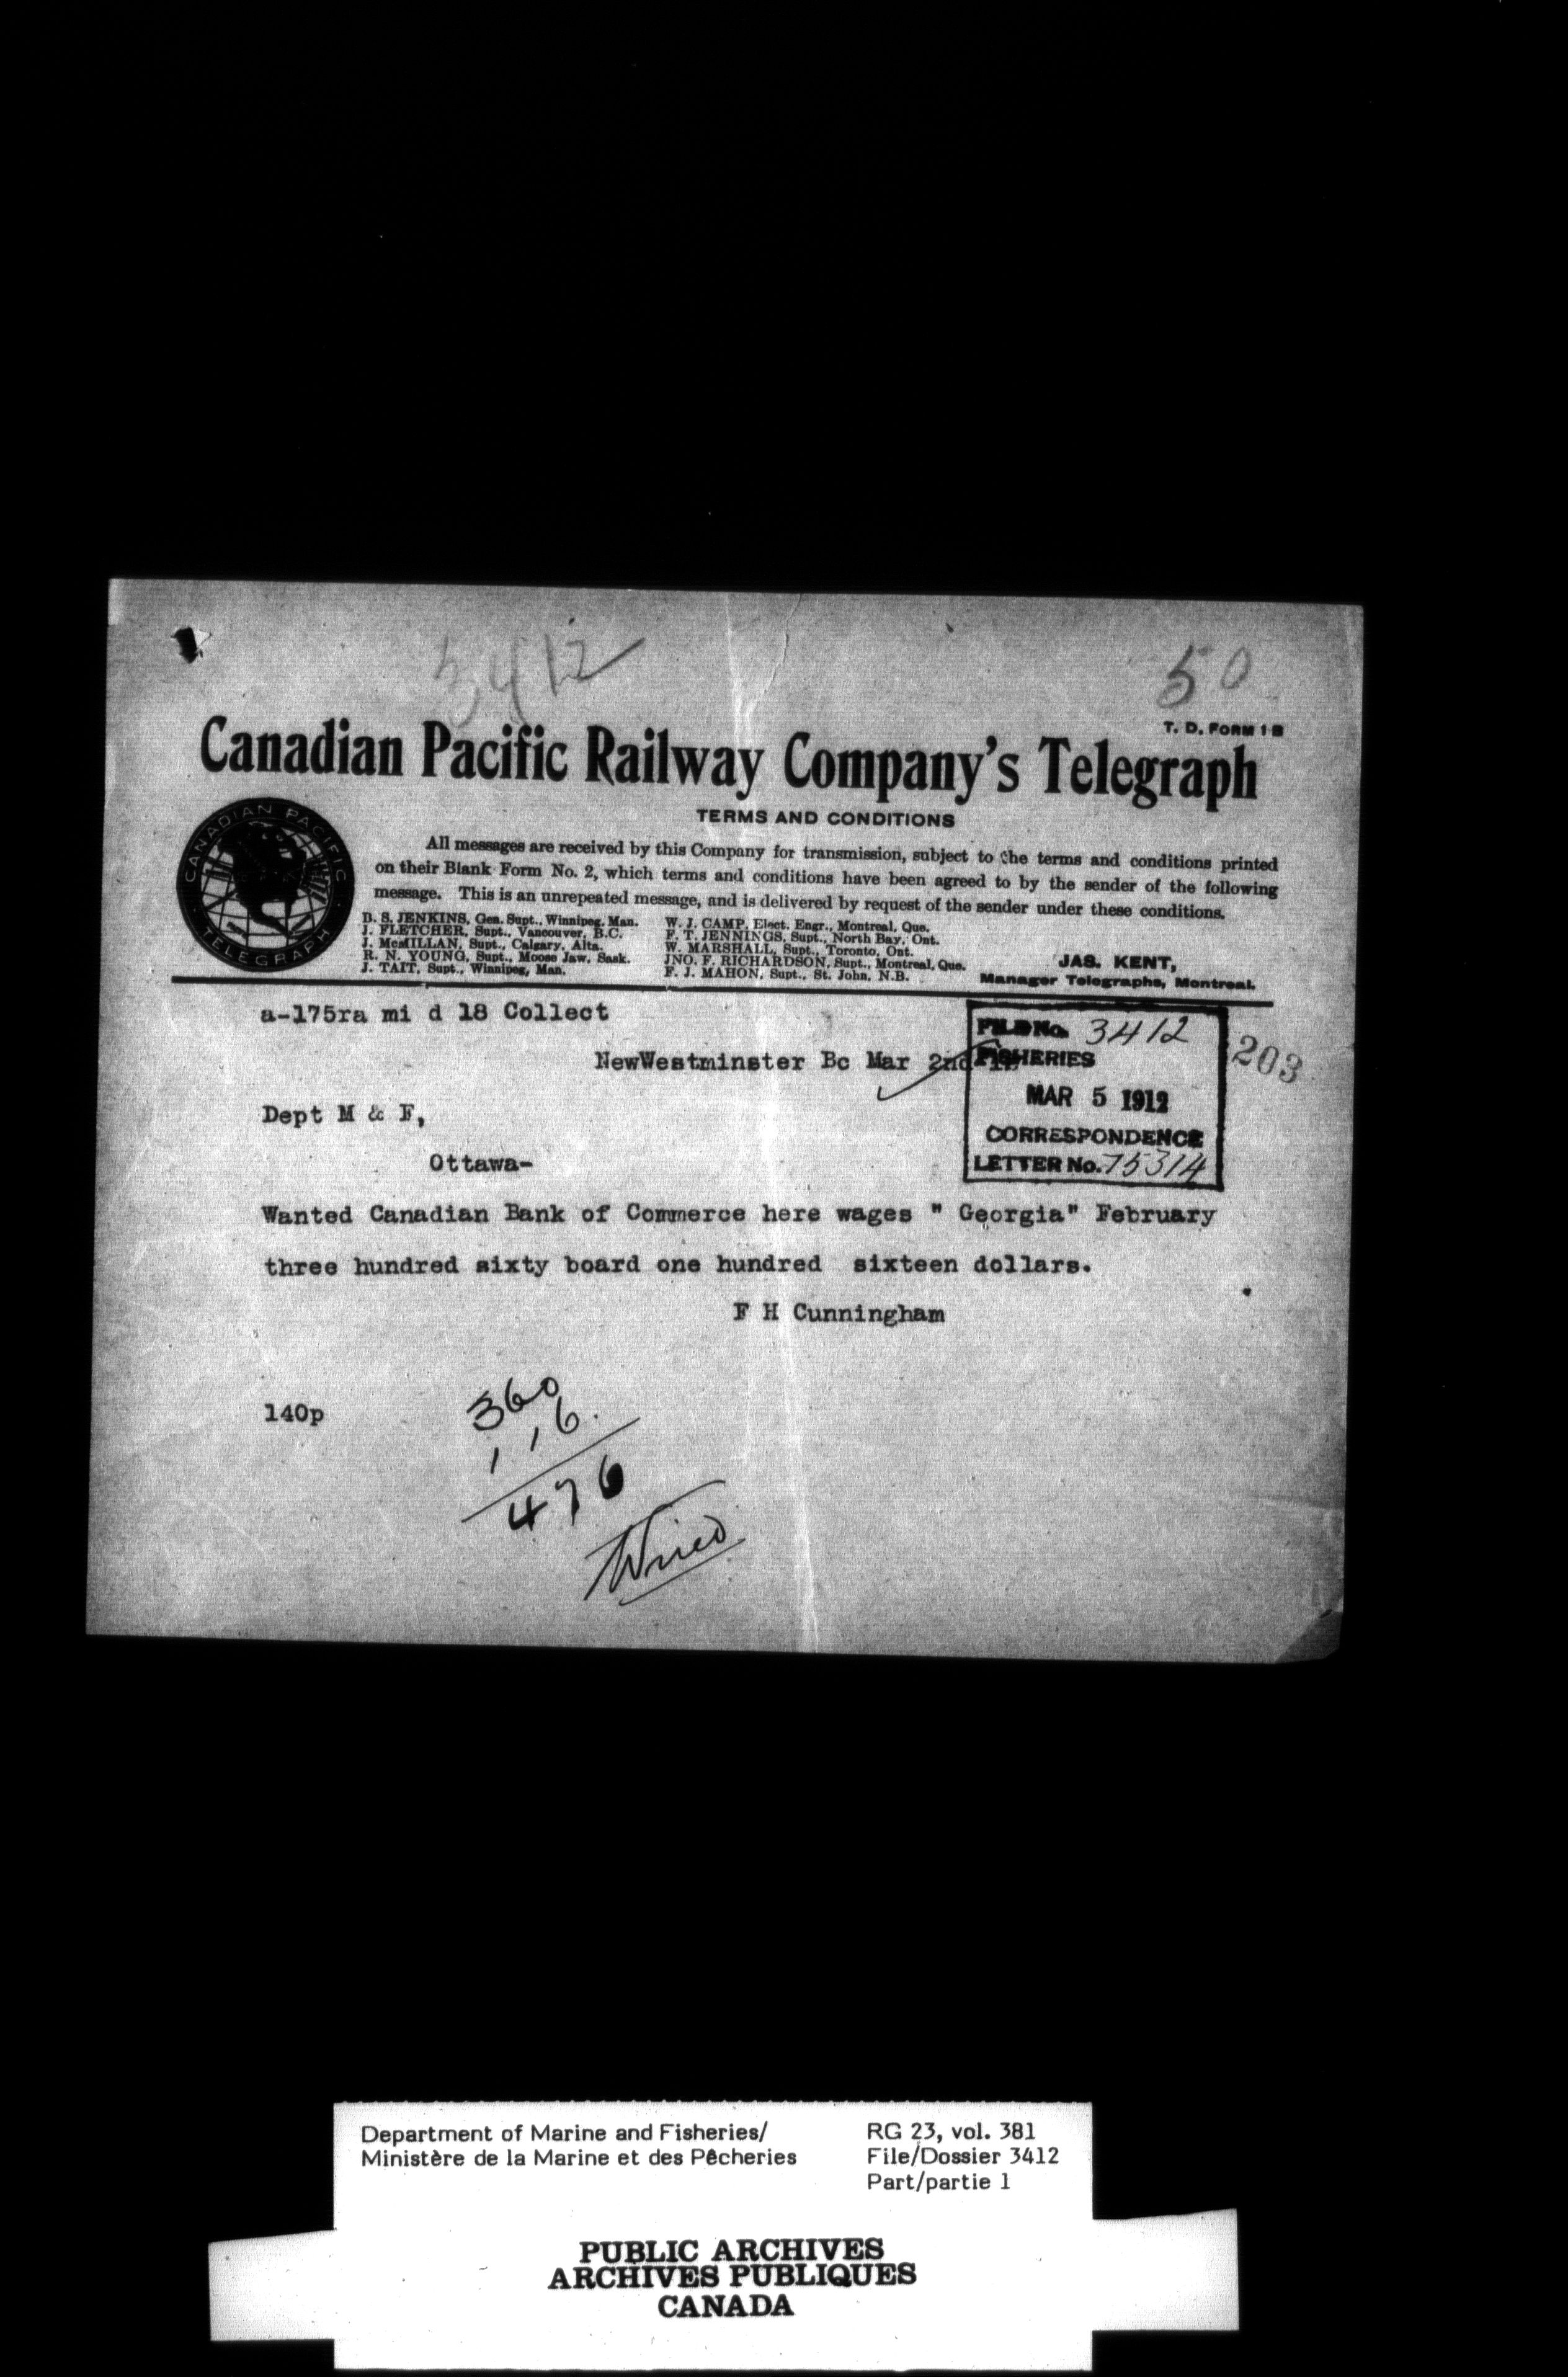 3412
50
T. D. FORM 1 B
Canadian Pacific Railway Company's Telegraph
CANADIAN PACIFIC
TELEGRAPH
TERMS AND CONDITIONS
All messages are received by this Company for transmission, subject to the terms and conditions printed
on their Blank Form No. 2, which terms and conditions have been agreed to by the sender of the following
message. This is an unrepeated message, and is delivered by request of the sender under these conditions.
B. S. JENKINS, Gen. Supt., Winnipeg, Man.
J. FLETCHER, Supt., Vancouver, B.C.
J. McMILLAN, Supt., Calgary, Alta.
R. N. YOUNG, Supt., Moose Jaw, Sask.
J. TAIT, Supt., Winnipeg, Man.
W. J. CAMP, Elect. Engr., Montreal, Que.
F. T. JENNINGS, Supt., North Bay, Ont.
W. MARSHALL, Supt., Toronto, Ont.
JNO. F. RICHARDSON, Supt., Montreal, Que.
F. J. MAHON, Supt., St. John, N.B.
JAS. KENT,
Manager Telegraphs, Montreal.
a-175ra mi d 18 Collect
NewWestminster Bc Mar 2nd
FILE No. 3412
FISHERIES
MAR 5 1912
CORRESPONDENCE
LETTER No. 75314
203
Dept M & F,
Ottawa-
Wanted Canadian Bank of Commerce here wages " Georgia" February
three hundred sixty board one hundred sixteen dollars.
F H Cunningham
140p
360
116.
476
Wired
Department of Marine and Fisheries/
Ministère de la Marine et des Pêcheries
RG 23, vol. 381
File/Dossier 3412
Part/partie 1
PUBLIC ARCHIVES
ARCHIVES PUBLIQUES
CANADA